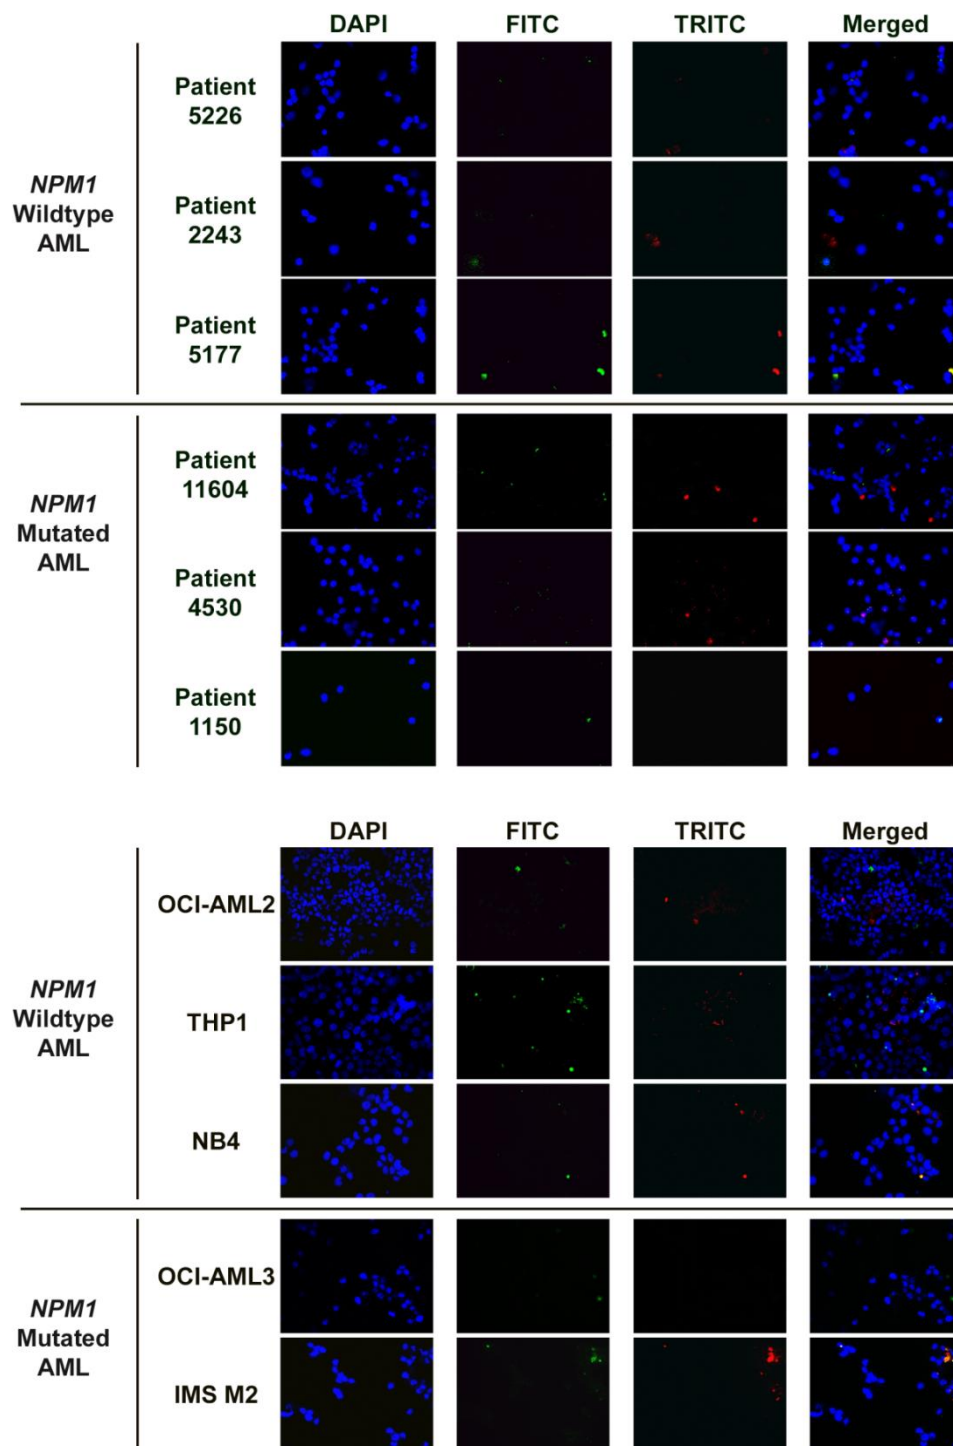 DAPI FITC TRITC Merged
NPM1
Wildtype
AML
Patient
5226
Patient
2243
Patient
5177
NPM1
Mutated
AML
Patient
11604
Patient
4530
Patient
1150
DAPI FITC TRITC Merged
NPM1
Wildtype
AML
OCI-AML2
THP1
NB4
NPM1
Mutated
AML
OCI-AML3
IMS M2